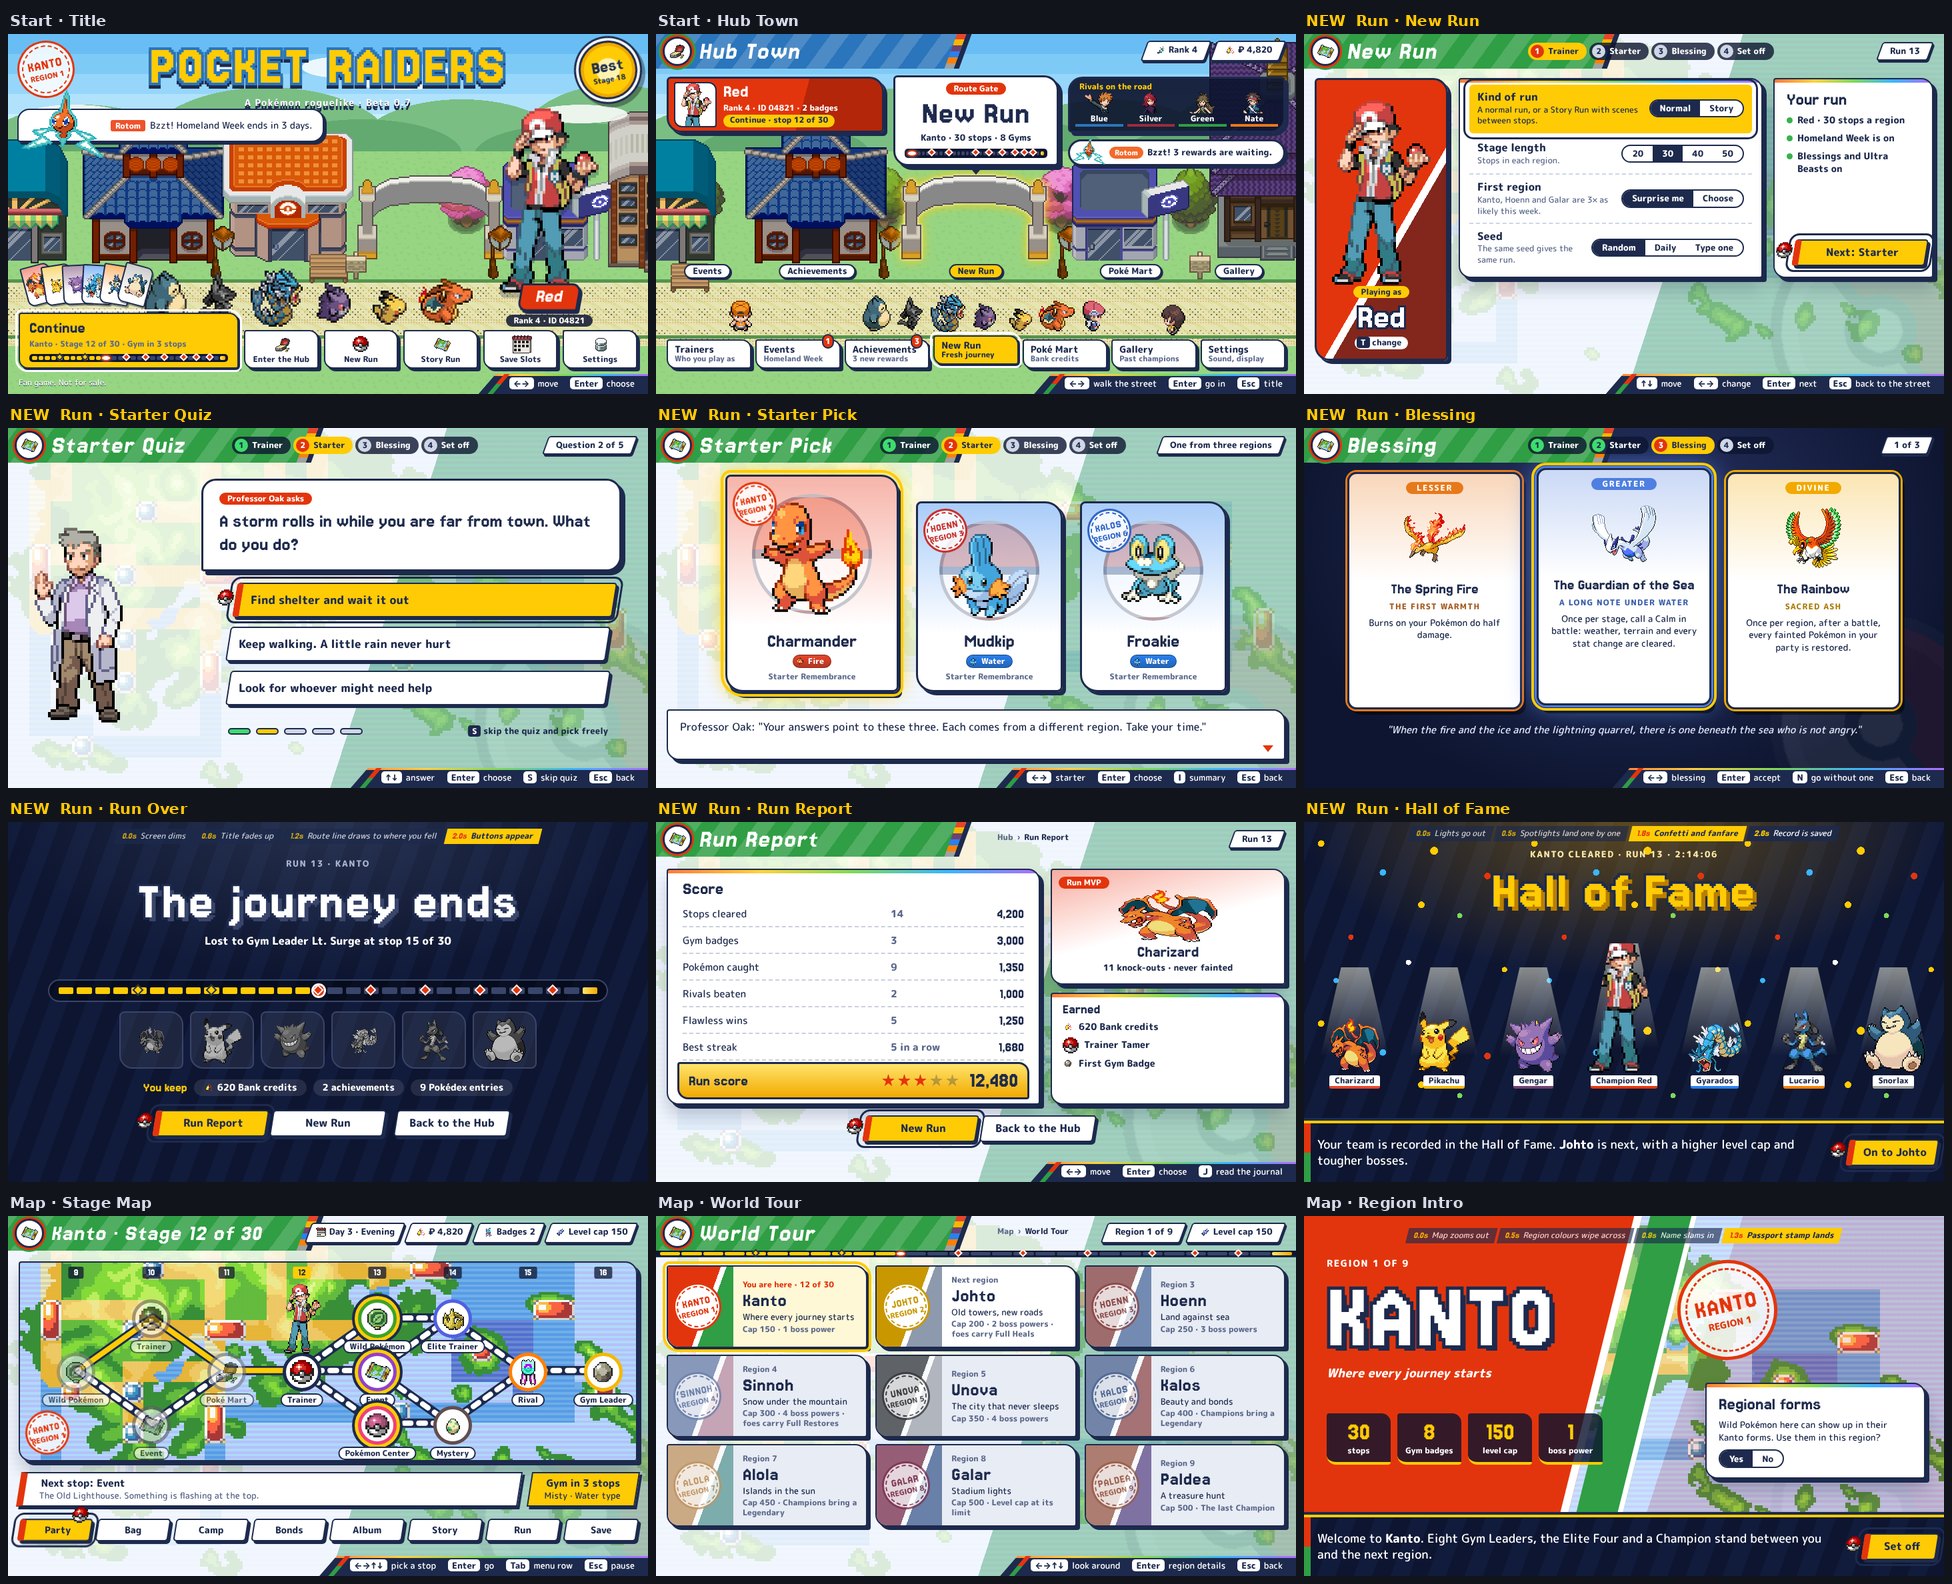 Start · Title
KANTO
REGION 1
POCKET RAIDERS
A Pokémon roguelike · Beta 0.7
Best
Stage 18
Rotom Bzzt! Homeland Week ends in 3 days.
Red
Rank 4 · ID 04821
Continue
Kanto · Stage 12 of 30 · Gym in 3 stops
Enter the Hub
New Run
Story Run
Save Slots
Settings
Fan game. Not for sale.
←→ move Enter choose
Start · Hub Town
Hub Town
Rank 4
₽ 4,820
Red
Rank 4 · ID 04821 · 2 badges
Continue · stop 12 of 30
Route Gate
New Run
Kanto · 30 stops · 8 Gyms
Rivals on the road
Blue Silver Green Nate
Rotom Bzzt! 3 rewards are waiting.
Events
Achievements
New Run
Poké Mart
Gallery
Trainers
Who you play as
Events
Homeland Week
1
Achievements
3 new rewards
3
New Run
Fresh journey
Poké Mart
Bank credits
Gallery
Past champions
Settings
Sound, display
←→ walk the street Enter go in Esc title
NEW Run · New Run
New Run
1 Trainer 2 Starter 3 Blessing 4 Set off
Run 13
Playing as
Red
T change
Kind of run
A normal run, or a Story Run with scenes
between stops.
Normal Story
Stage length
Stops in each region.
20 30 40 50
First region
Kanto, Hoenn and Galar are 3× as
likely this week.
Surprise me Choose
Seed
The same seed gives the
same run.
Random Daily Type one
Your run
Red · 30 stops a region
Homeland Week is on
Blessings and Ultra
Beasts on
Next: Starter
↑↓ move ←→ change Enter next Esc back to the street
NEW Run · Starter Quiz
Starter Quiz
1 Trainer 2 Starter 3 Blessing 4 Set off
Question 2 of 5
Professor Oak asks
A storm rolls in while you are far from town. What
do you do?
Find shelter and wait it out
Keep walking. A little rain never hurt
Look for whoever might need help
S skip the quiz and pick freely
↑↓ answer Enter choose S skip quiz Esc back
NEW Run · Starter Pick
Starter Pick
1 Trainer 2 Starter 3 Blessing 4 Set off
One from three regions
KANTO
REGION 1
Charmander
Fire
Starter Remembrance
HOENN
REGION 3
Mudkip
Water
Starter Remembrance
KALOS
REGION 6
Froakie
Water
Starter Remembrance
Professor Oak: "Your answers point to these three. Each comes from a different region. Take your time."
←→ starter Enter choose I summary Esc back
NEW Run · Blessing
Blessing
1 Trainer 2 Starter 3 Blessing 4 Set off
1 of 3
LESSER
The Spring Fire
THE FIRST WARMTH
Burns on your Pokémon do half
damage.
GREATER
The Guardian of the Sea
A LONG NOTE UNDER WATER
Once per stage, call a Calm in
battle: weather, terrain and every
stat change are cleared.
DIVINE
The Rainbow
SACRED ASH
Once per region, after a battle,
every fainted Pokémon in your
party is restored.
"When the fire and the ice and the lightning quarrel, there is one beneath the sea who is not angry."
←→ blessing Enter accept N go without one Esc back
NEW Run · Run Over
0.0s Screen dims 0.6s Title fades up 1.2s Route line draws to where you fell 2.0s Buttons appear
RUN 13 · KANTO
The journey ends
Lost to Gym Leader Lt. Surge at stop 15 of 30
You keep 620 Bank credits 2 achievements 9 Pokédex entries
Run Report
New Run
Back to the Hub
NEW Run · Run Report
Run Report
Hub › Run Report
Run 13
Score
Stops cleared 14 4,200
Gym badges 3 3,000
Pokémon caught 9 1,350
Rivals beaten 2 1,000
Flawless wins 5 1,250
Best streak 5 in a row 1,680
Run score ★★★★★ 12,480
Run MVP
Charizard
11 knock-outs · never fainted
Earned
620 Bank credits
Trainer Tamer
First Gym Badge
New Run
Back to the Hub
←→ move Enter choose J read the journal
NEW Run · Hall of Fame
0.0s Lights go out 0.5s Spotlights land one by one 1.8s Confetti and fanfare 2.8s Record is saved
KANTO CLEARED · RUN 13 · 2:14:06
Hall of Fame
Charizard
Pikachu
Gengar
Champion Red
Gyarados
Lucario
Snorlax
Your team is recorded in the Hall of Fame. Johto is next, with a higher level cap and
tougher bosses.
On to Johto
Map · Stage Map
Kanto · Stage 12 of 30
Day 3 · Evening
₽ 4,820
Badges 2
Level cap 150
9 10 11 12 13 14 15 16
Trainer
Wild Pokémon
Elite Trainer
Wild Pokémon
Poké Mart
Trainer
Event
Rival
Gym Leader
KANTO
REGION 1
Event
Pokémon Center
Mystery
Next stop: Event
The Old Lighthouse. Something is flashing at the top.
Gym in 3 stops
Misty · Water type
Party
Bag
Camp
Bonds
Album
Story
Run
Save
←→↑↓ pick a stop Enter go Tab menu row Esc pause
Map · World Tour
World Tour
Map › World Tour
Region 1 of 9
Level cap 150
KANTO
REGION 1
You are here · 12 of 30
Kanto
Where every journey starts
Cap 150 · 1 boss power
JOHTO
REGION 2
Next region
Johto
Old towers, new roads
Cap 200 · 2 boss powers ·
foes carry Full Heals
HOENN
REGION 3
Region 3
Hoenn
Land against sea
Cap 250 · 3 boss powers
SINNOH
REGION 4
Region 4
Sinnoh
Snow under the mountain
Cap 300 · 4 boss powers ·
foes carry Full Restores
UNOVA
REGION 5
Region 5
Unova
The city that never sleeps
Cap 350 · 4 boss powers
KALOS
REGION 6
Region 6
Kalos
Beauty and bonds
Cap 400 · Champions bring a
Legendary
ALOLA
REGION 7
Region 7
Alola
Islands in the sun
Cap 450 · Champions bring a
Legendary
GALAR
REGION 8
Region 8
Galar
Stadium lights
Cap 500 · Level cap at its
limit
PALDEA
REGION 9
Region 9
Paldea
A treasure hunt
Cap 500 · The last Champion
←→↑↓ look around Enter region details Esc back
Map · Region Intro
0.0s Map zooms out 0.5s Region colours wipe across 0.9s Name slams in 1.3s Passport stamp lands
REGION 1 OF 9
KANTO
Where every journey starts
30
stops
8
Gym badges
150
level cap
1
boss power
KANTO
REGION 1
Regional forms
Wild Pokémon here can show up in their
Kanto forms. Use them in this region?
Yes No
Welcome to Kanto. Eight Gym Leaders, the Elite Four and a Champion stand between you
and the next region.
Set off